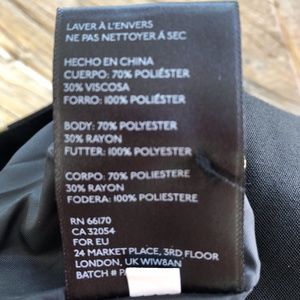 LAVER À L'ENVERS
NE PAS NETTOYER À SEC
HECHO EN CHINA
CUERPO: 70% POLIÉSTER
30% VISCOSA
FORRO: 100% POLIÉSTER
BODY: 70% POLYESTER
30% RAYON
FUTTER: 100% POLYESTER
CORPO: 70% POLIESTERE
30% RAYON
FODERA: 100% POLIESTERE
RN 66170
CA 32054
FOR EU
24 MARKET PLACE, 3RD FLOOR
LONDON, UK W1W8AN
BATCH #